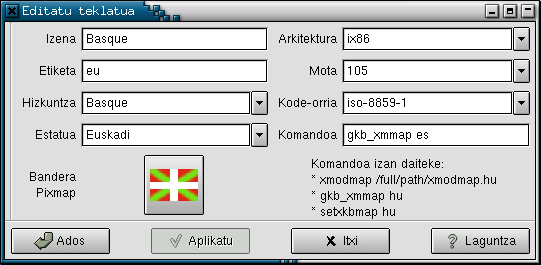 Editatu teklatua
Izena Basque Arkitektura ix86
Etiketa eu Mota 105
Hizkuntza Basque Kode-orria iso-8859-1
Estatua Euskadi Komandoa gkb_xmmap es
Bandera
Pixmap
Komandoa izan daiteke:
* xmodmap /full/path/xmodmap.hu
* gkb_xmmap hu
* setxkbmap hu
Ados Aplikatu Itxi Laguntza